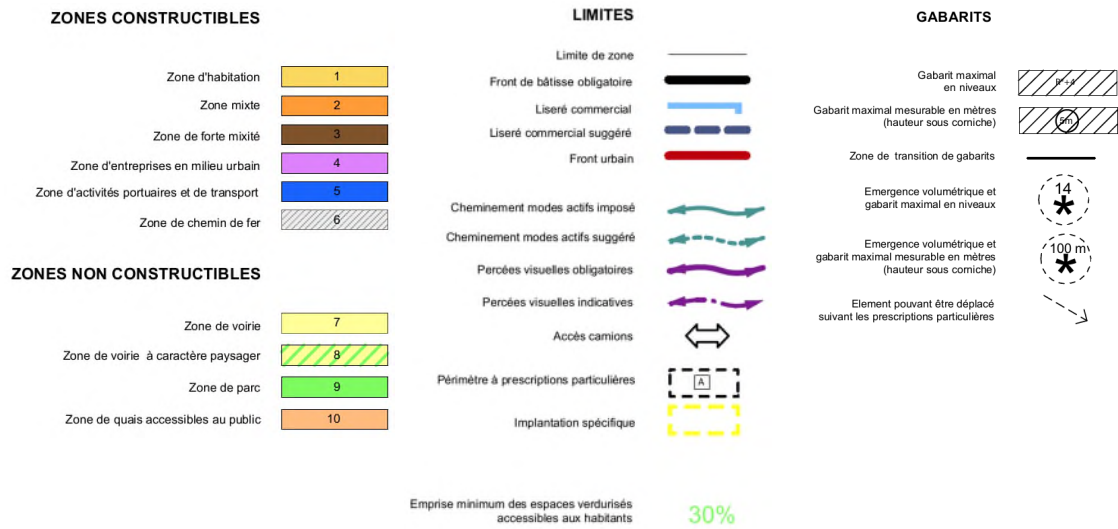 ZONES CONSTRUCTIBLES
Zone d'habitation
1
Zone mixte
2
Zone de forte mixité
3
Zone d'entreprises en milieu urbain
4
Zone d'activités portuaires et de transport
5
Zone de chemin de fer
6
ZONES NON CONSTRUCTIBLES
Zone de voirie
7
Zone de voirie à caractère paysager
8
Zone de parc
9
Zone de quais accessibles au public
10
LIMITES
Limite de zone
Front de bâtisse obligatoire
Liseré commercial
Liseré commercial suggéré
Front urbain
Cheminement modes actifs imposé
Cheminement modes actifs suggéré
Percées visuelles obligatoires
Percées visuelles indicatives
Accès camions
Périmètre à prescriptions particulières
A
Implantation spécifique
Emprise minimum des espaces verdurisés
accessibles aux habitants
30%
GABARITS
Gabarit maximal
en niveaux
Gabarit maximal mesurable en mètres
(hauteur sous corniche)
5m
Zone de transition de gabarits
Emergence volumétrique et
gabarit maximal en niveaux
14
*
Emergence volumétrique et
gabarit maximal mesurable en mètres
(hauteur sous corniche)
100 m
*
Element pouvant être déplacé
suivant les prescriptions particulières